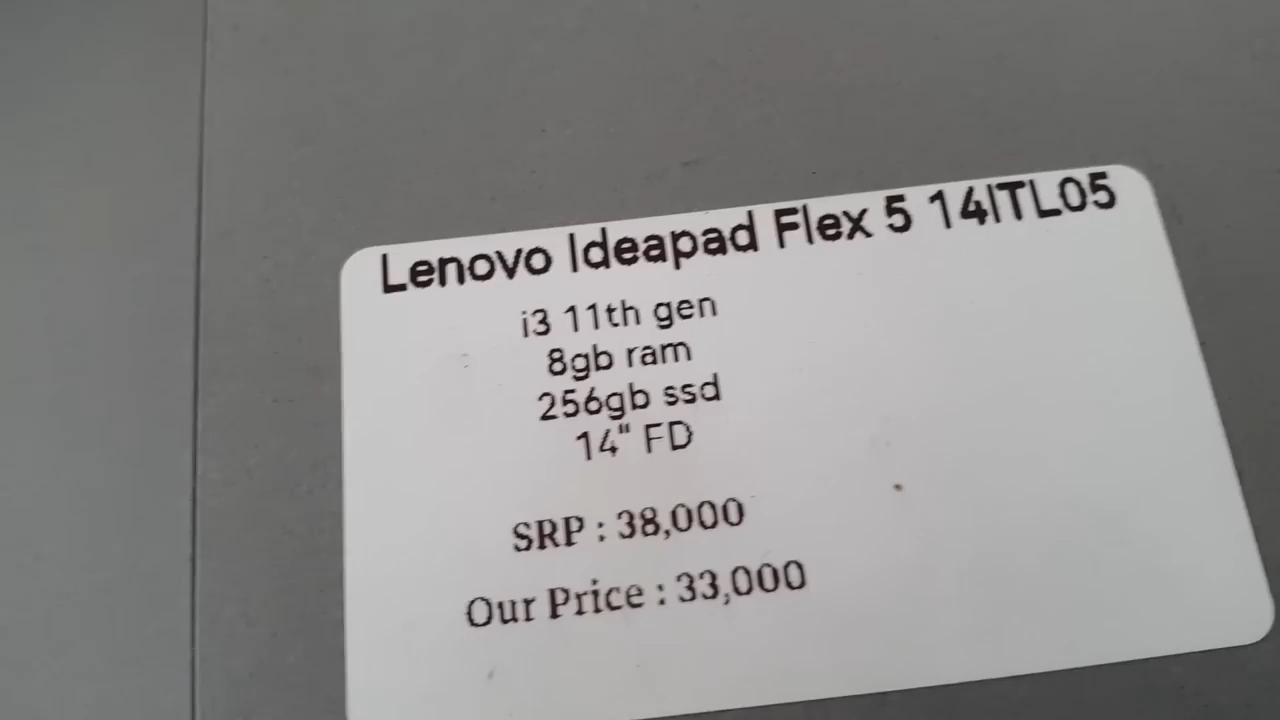 Lenovo Ideapad Flex 5 14ITL05
i3 11th gen
8gb ram
256gb ssd
14" FD
SRP : 38,000
Our Price : 33,000